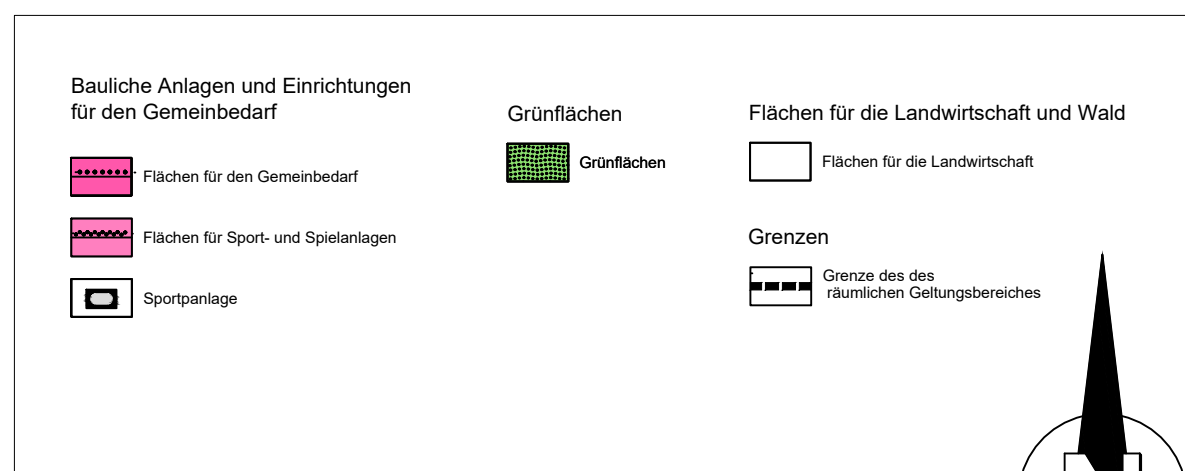 Bauliche Anlagen und Einrichtungen
für den Gemeinbedarf
Flächen für den Gemeinbedarf
Flächen für Sport- und Spielanlagen
Sportpanlage
Grünflächen
Grünflächen
Flächen für die Landwirtschaft und Wald
Flächen für die Landwirtschaft
Grenzen
Grenze des des
räumlichen Geltungsbereiches